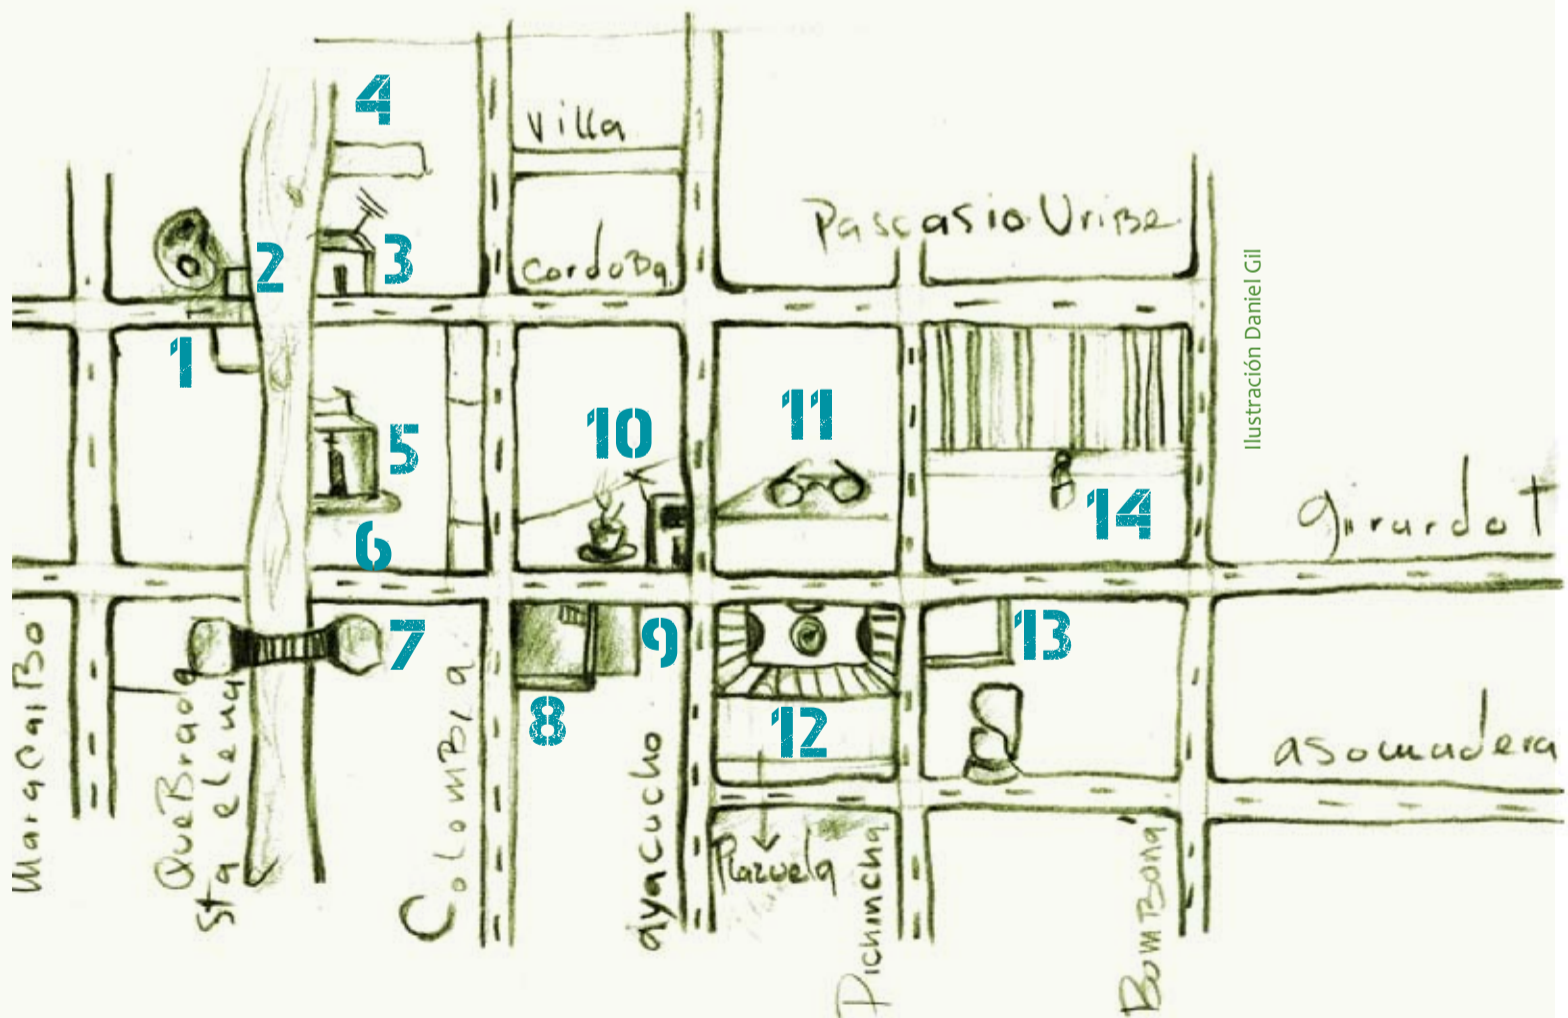 4
Villa
Pascasio Uribe
2
3
Cordoba
1
Ilustración Daniel Gil
10
11
5
14
Girardot
6
7
9
13
8
12
asomadera
MaracaiBo
QueBrada
Sta elena
ColomBia
ayacucho
Plazuela
Pichincha
BomBoná